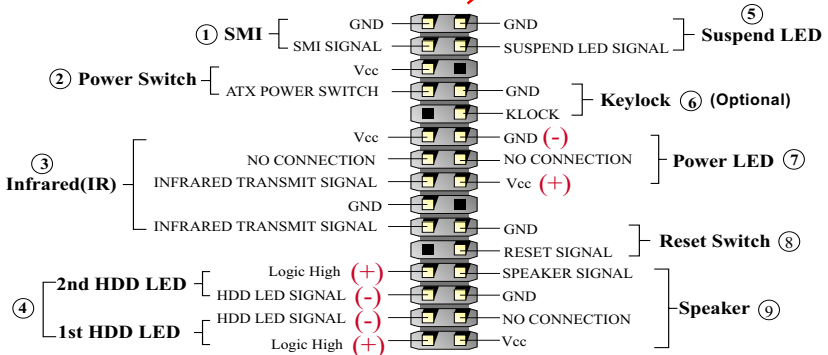 ① SMI
GND
SMI SIGNAL
② Power Switch
Vcc
ATX POWER SWITCH
③
Infrared(IR)
Vcc
NO CONNECTION
INFRARED TRANSMIT SIGNAL
GND
INFRARED TRANSMIT SIGNAL
④
2nd HDD LED
Logic High (+)
HDD LED SIGNAL (-)
1st HDD LED
HDD LED SIGNAL (-)
Logic High (+)
GND
SUSPEND LED SIGNAL
⑤
Suspend LED
GND
KLOCK
Keylock ⑥ (Optional)
GND (-)
NO CONNECTION
Vcc (+)
Power LED ⑦
GND
RESET SIGNAL
Reset Switch ⑧
SPEAKER SIGNAL
GND
NO CONNECTION
Vcc
Speaker ⑨